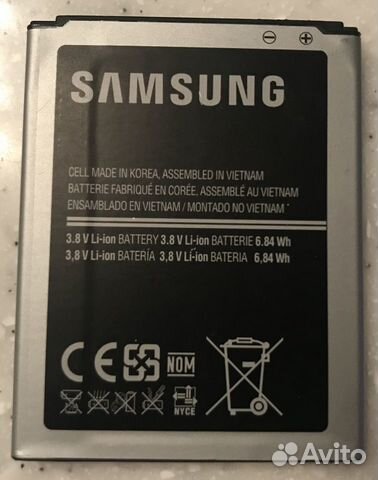 SAMSUNG
CELL MADE IN KOREA, ASSEMBLED IN VIETNAM
BATTERIE FABRIQUÉ EN CORÉE, ASSEMBLÉ AU VIETNAM
ENSAMBLADO EN VIETNAM / MONTADO NO VIETNAM
3.8 V Li-ion BATTERY 3.8 V Li-ion BATTERIE 6.84 Wh
3,8 V Li-ion BATERÍA 3,8 V Li-ion BATERIA 6,84 Wh
CE NOM
NYCE
Avito